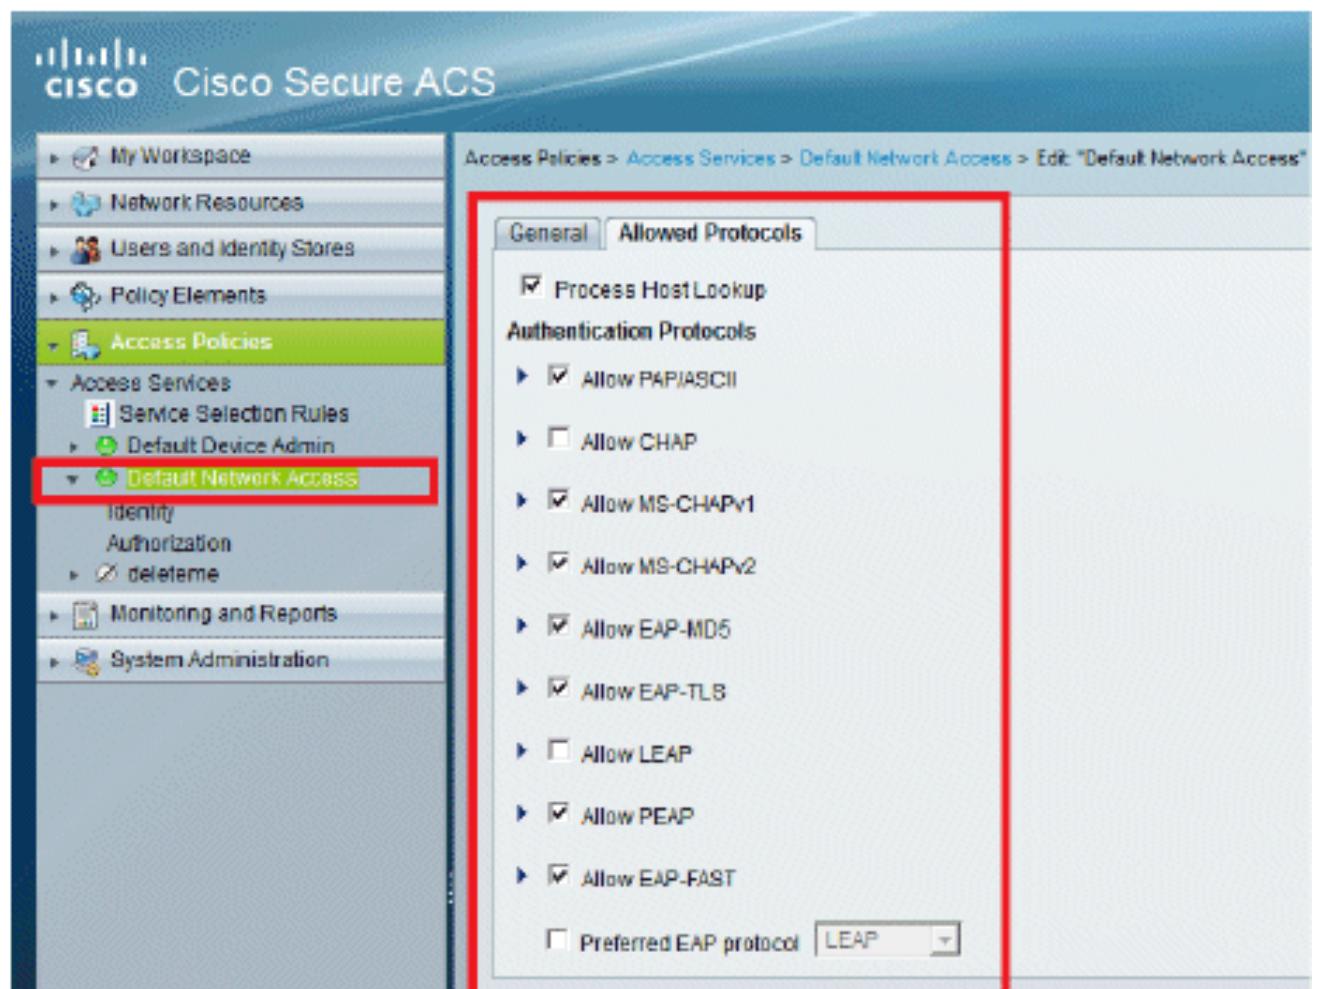 CISCO Cisco Secure ACS
My Workspace
Network Resources
Users and Identity Stores
Policy Elements
Access Policies
Access Services
Service Selection Rules
Default Device Admin
Default Network Access
Identity
Authorization
deleteme
Monitoring and Reports
System Administration
Access Policies > Access Services > Default Network Access > Edit: "Default Network Access"
General Allowed Protocols
Process Host Lookup
Authentication Protocols
Allow PAP/ASCII
Allow CHAP
Allow MS-CHAPv1
Allow MS-CHAPv2
Allow EAP-MD5
Allow EAP-TLS
Allow LEAP
Allow PEAP
Allow EAP-FAST
Preferred EAP protocol LEAP